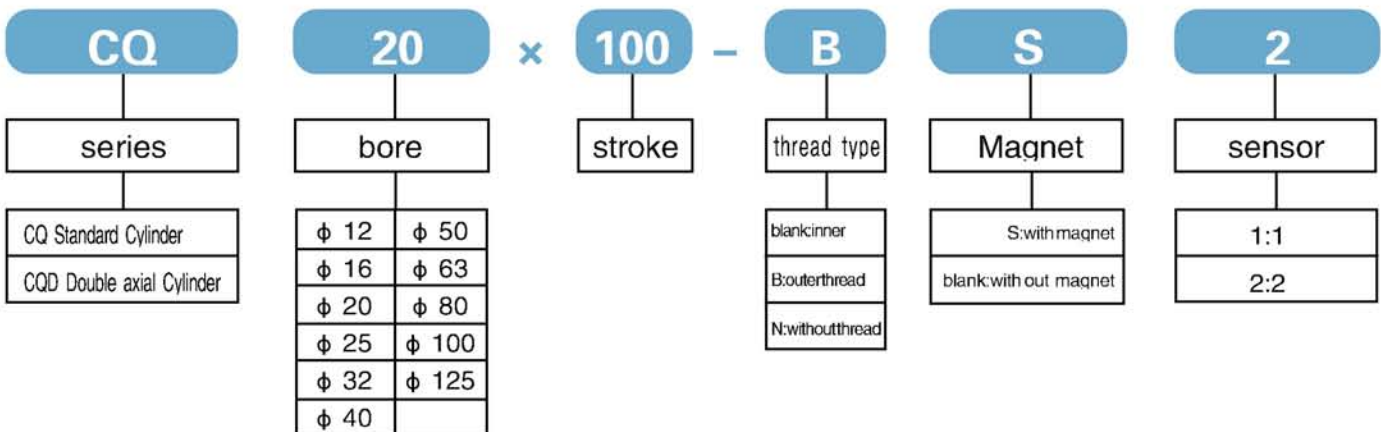 CQ 20 × 100 – B S 2
series bore stroke thread type Magnet sensor
CQ Standard Cylinder
CQD Double axial Cylinder
ϕ 12 ϕ 50
ϕ 16 ϕ 63
ϕ 20 ϕ 80
ϕ 25 ϕ 100
ϕ 32 ϕ 125
ϕ 40
blank:inner
B:outerthread
N:withoutthread
S:with magnet
blank:with out magnet
1:1
2:2